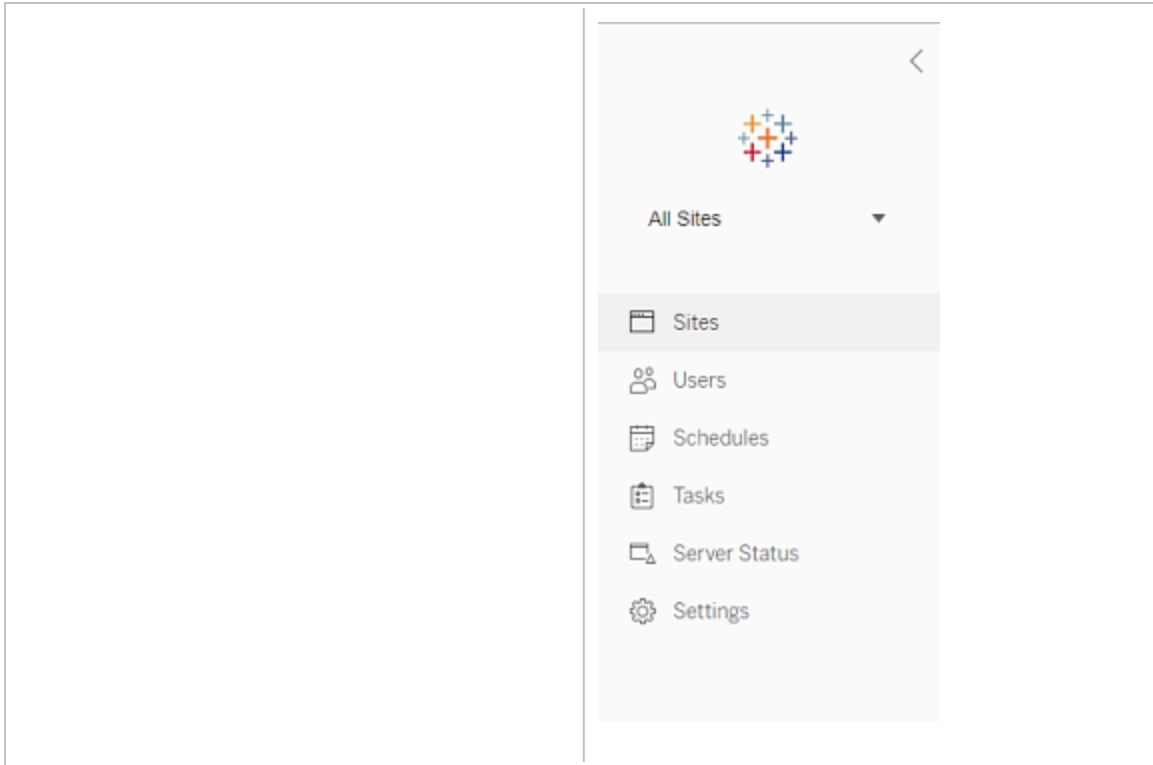 All Sites
Sites
Users
Schedules
Tasks
Server Status
Settings